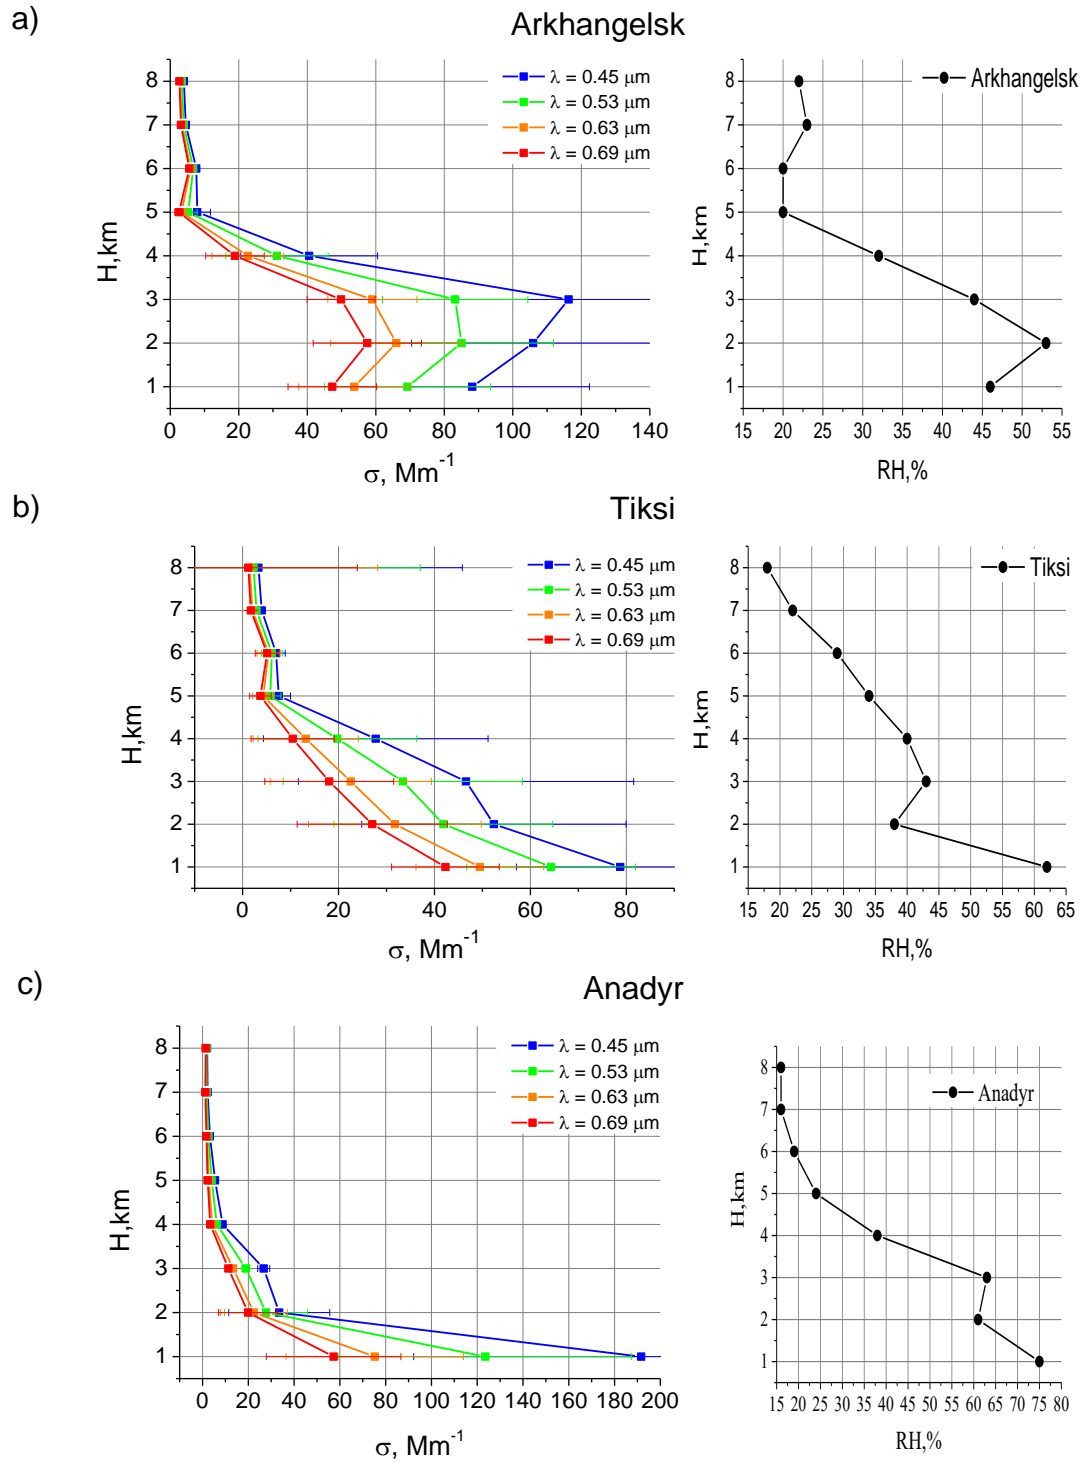 a)
Arkhangelsk
λ = 0.45 μm
λ = 0.53 μm
λ = 0.63 μm
λ = 0.69 μm
H,km
8
7
6
5
4
3
2
1
0 20 40 60 80 100 120 140
σ, Mm⁻¹
Arkhangelsk
H,km
8
7
6
5
4
3
2
1
15 20 25 30 35 40 45 50 55
RH,%
b)
Tiksi
λ = 0.45 μm
λ = 0.53 μm
λ = 0.63 μm
λ = 0.69 μm
H,km
8
7
6
5
4
3
2
1
0 20 40 60 80
σ, Mm⁻¹
Tiksi
H,km
8
7
6
5
4
3
2
1
15 20 25 30 35 40 45 50 55 60 65
RH,%
c)
Anadyr
λ = 0.45 μm
λ = 0.53 μm
λ = 0.63 μm
λ = 0.69 μm
H,km
8
7
6
5
4
3
2
1
0 20 40 60 80 100 120 140 160 180 200
σ, Mm⁻¹
Anadyr
H,km
8
7
6
5
4
3
2
1
15 20 25 30 35 40 45 50 55 60 65 70 75 80
RH,%